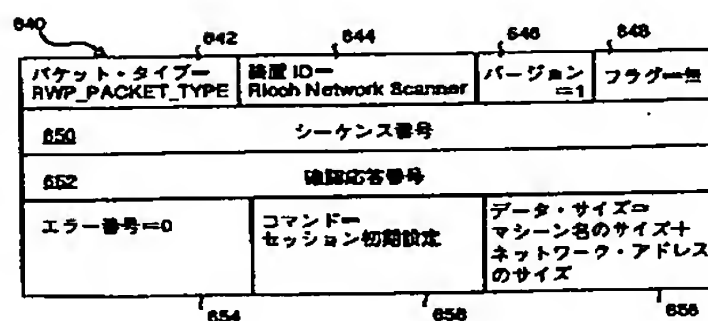 640
642
644
646
648
パケット・タイプー
RWP_PACKET_TYPE
装置IDー
Ricoh Network Scanner
バージョン
=1
フラグー無
650
シーケンス番号
652
確認応答番号
エラー番号=0
コマンドー
セッション初期設定
データ・サイズ=
マシーン名のサイズ+
ネットワーク・アドレス
のサイズ
654
658
656